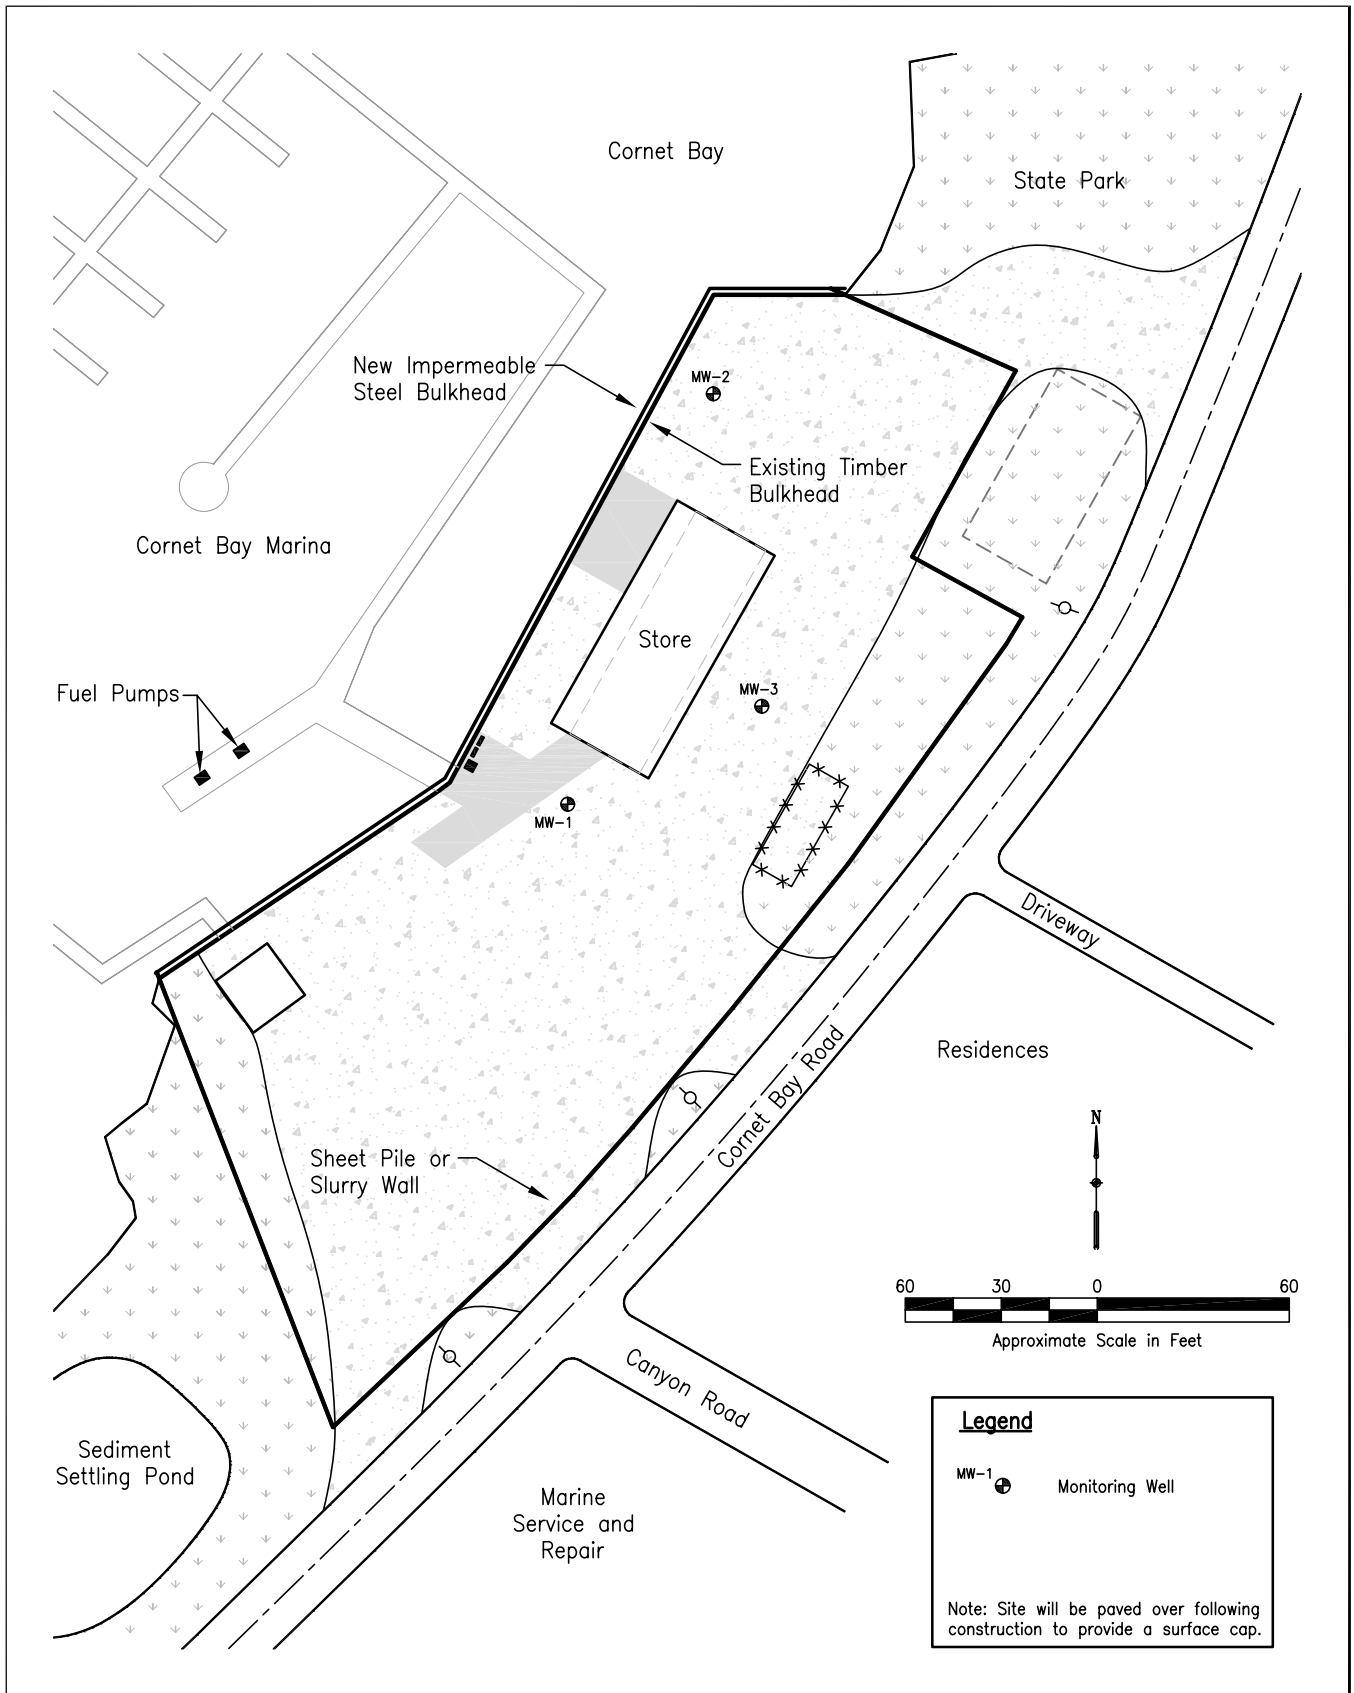 Cornet Bay
State Park
New Impermeable
Steel Bulkhead
MW-2
Existing Timber
Bulkhead
Cornet Bay Marina
Store
Fuel Pumps
MW-3
MW-1
Driveway
Cornet Bay Road
Residences
N
Sheet Pile or
Slurry Wall
60 30 0 60
Approximate Scale in Feet
Canyon Road
Sediment
Settling Pond
Marine
Service and
Repair
Legend
MW-1
Monitoring Well
Note: Site will be paved over following
construction to provide a surface cap.